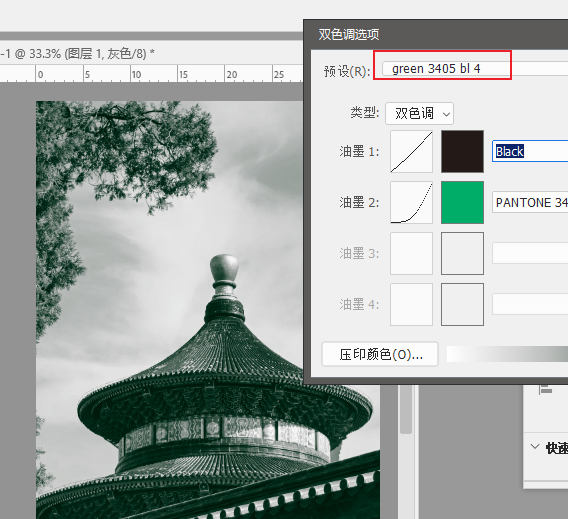 双色调选项
-1 @ 33.3% (图层 1, 灰色/8) *
0 5 10 15 20 25
预设(R): green 3405 bl 4
类型: 双色调
油墨 1: Black
油墨 2: PANTONE 34
油墨 3:
油墨 4:
压印颜色(O)...
快速